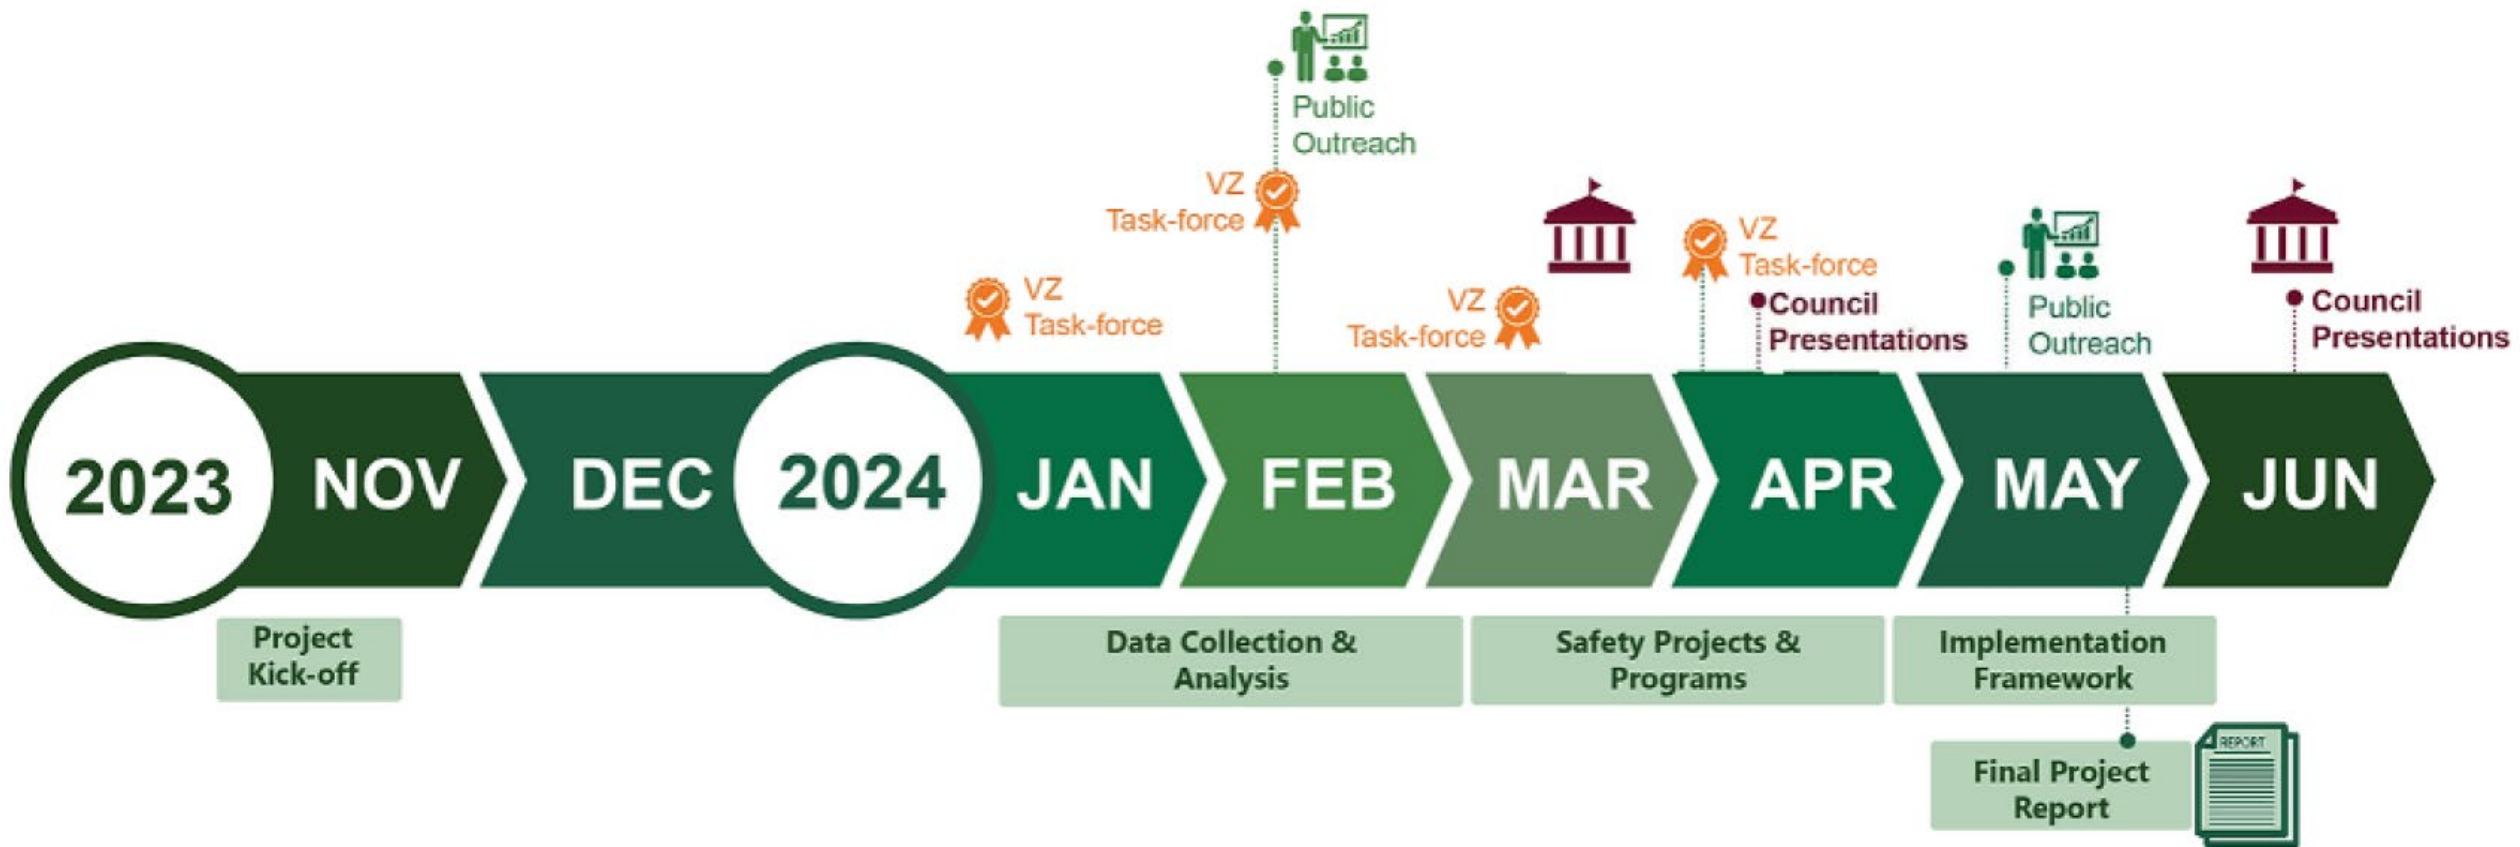 Public
Outreach
VZ
Task-force
VZ
Task-force
VZ
Task-force
VZ
Task-force
Council
Presentations
Public
Outreach
Council
Presentations
2023
NOV
DEC
2024
JAN
FEB
MAR
APR
MAY
JUN
Project
Kick-off
Data Collection &
Analysis
Safety Projects &
Programs
Implementation
Framework
Final Project
Report
REPORT